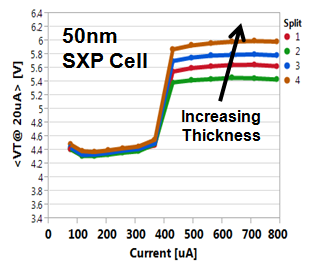 50nm
SXP Cell
Increasing
Thickness
Split
1
2
3
4
<VT @ 20uA> [V]
6.4
6.2
6
5.8
5.6
5.4
5.2
5
4.8
4.6
4.4
4.2
4
3.8
3.6
3.4
0 100 200 300 400 500 600 700 800 900
Current [uA]